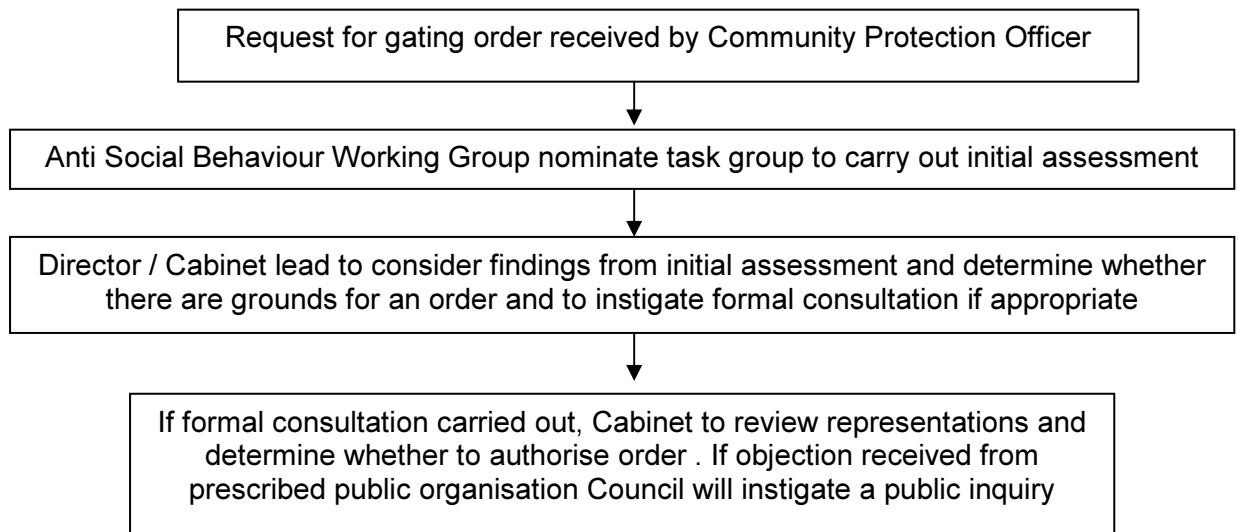 Request for gating order received by Community Protection Officer
Anti Social Behaviour Working Group nominate task group to carry out initial assessment
Director / Cabinet lead to consider findings from initial assessment and determine whether
there are grounds for an order and to instigate formal consultation if appropriate
If formal consultation carried out, Cabinet to review representations and
determine whether to authorise order . If objection received from
prescribed public organisation Council will instigate a public inquiry